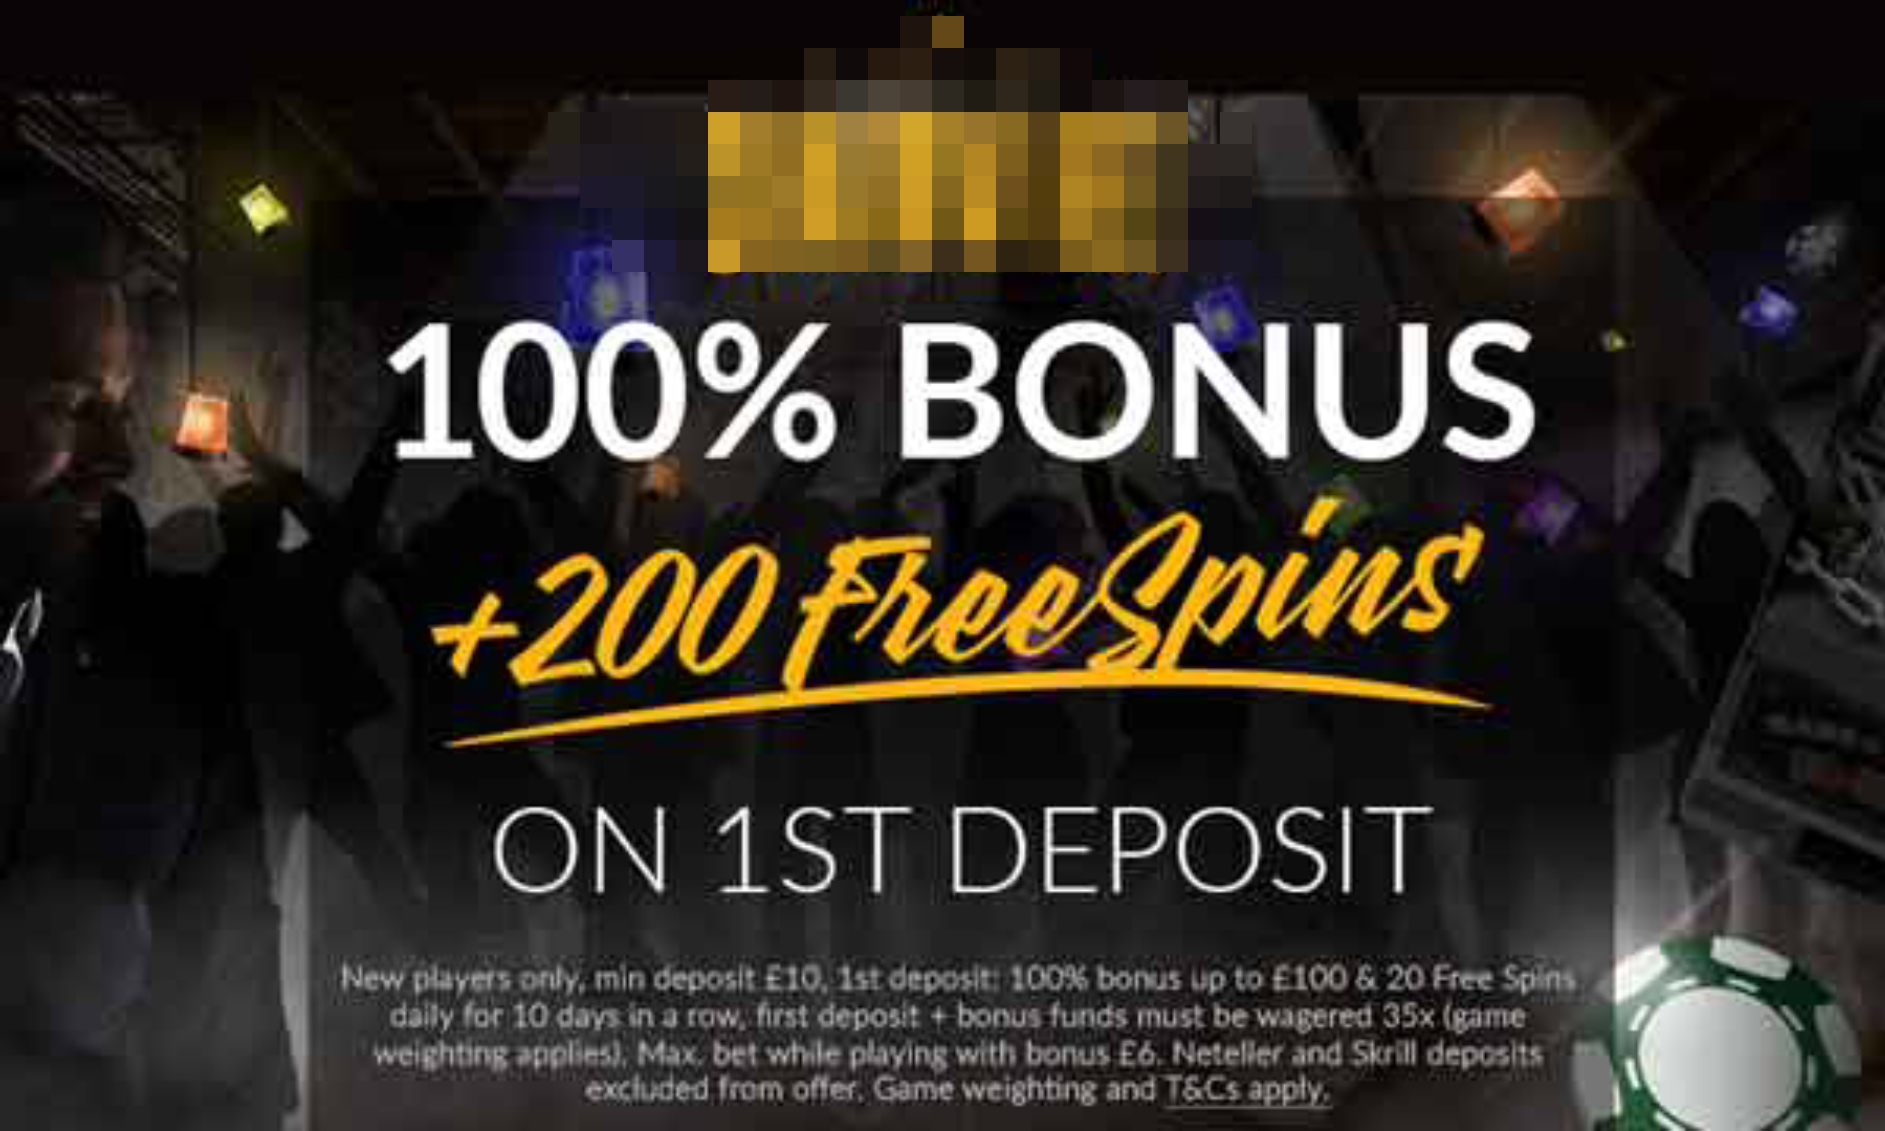 100% BONUS
+200 FreeSpins
ON 1ST DEPOSIT
New players only, min deposit £10, 1st deposit: 100% bonus up to £100 & 20 Free Spins
daily for 10 days in a row, first deposit + bonus funds must be wagered 35x (game
weighting applies). Max. bet while playing with bonus £6. Neteller and Skrill deposits
excluded from offer. Game weighting and T&Cs apply.